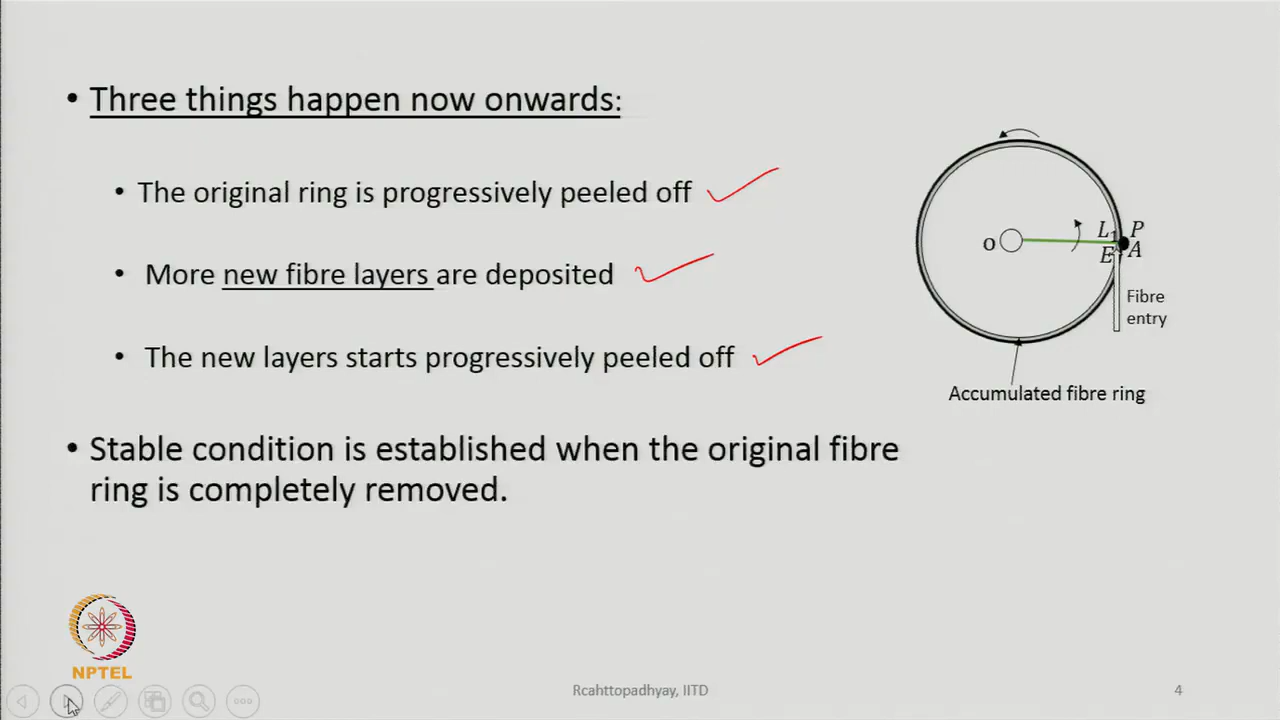 • Three things happen now onwards:
• The original ring is progressively peeled off
• More new fibre layers are deposited
• The new layers starts progressively peeled off
• Stable condition is established when the original fibre
ring is completely removed.
O
L₁ P
E A
Fibre
entry
Accumulated fibre ring
NPTEL
Rcahttopadhyay, IITD
4